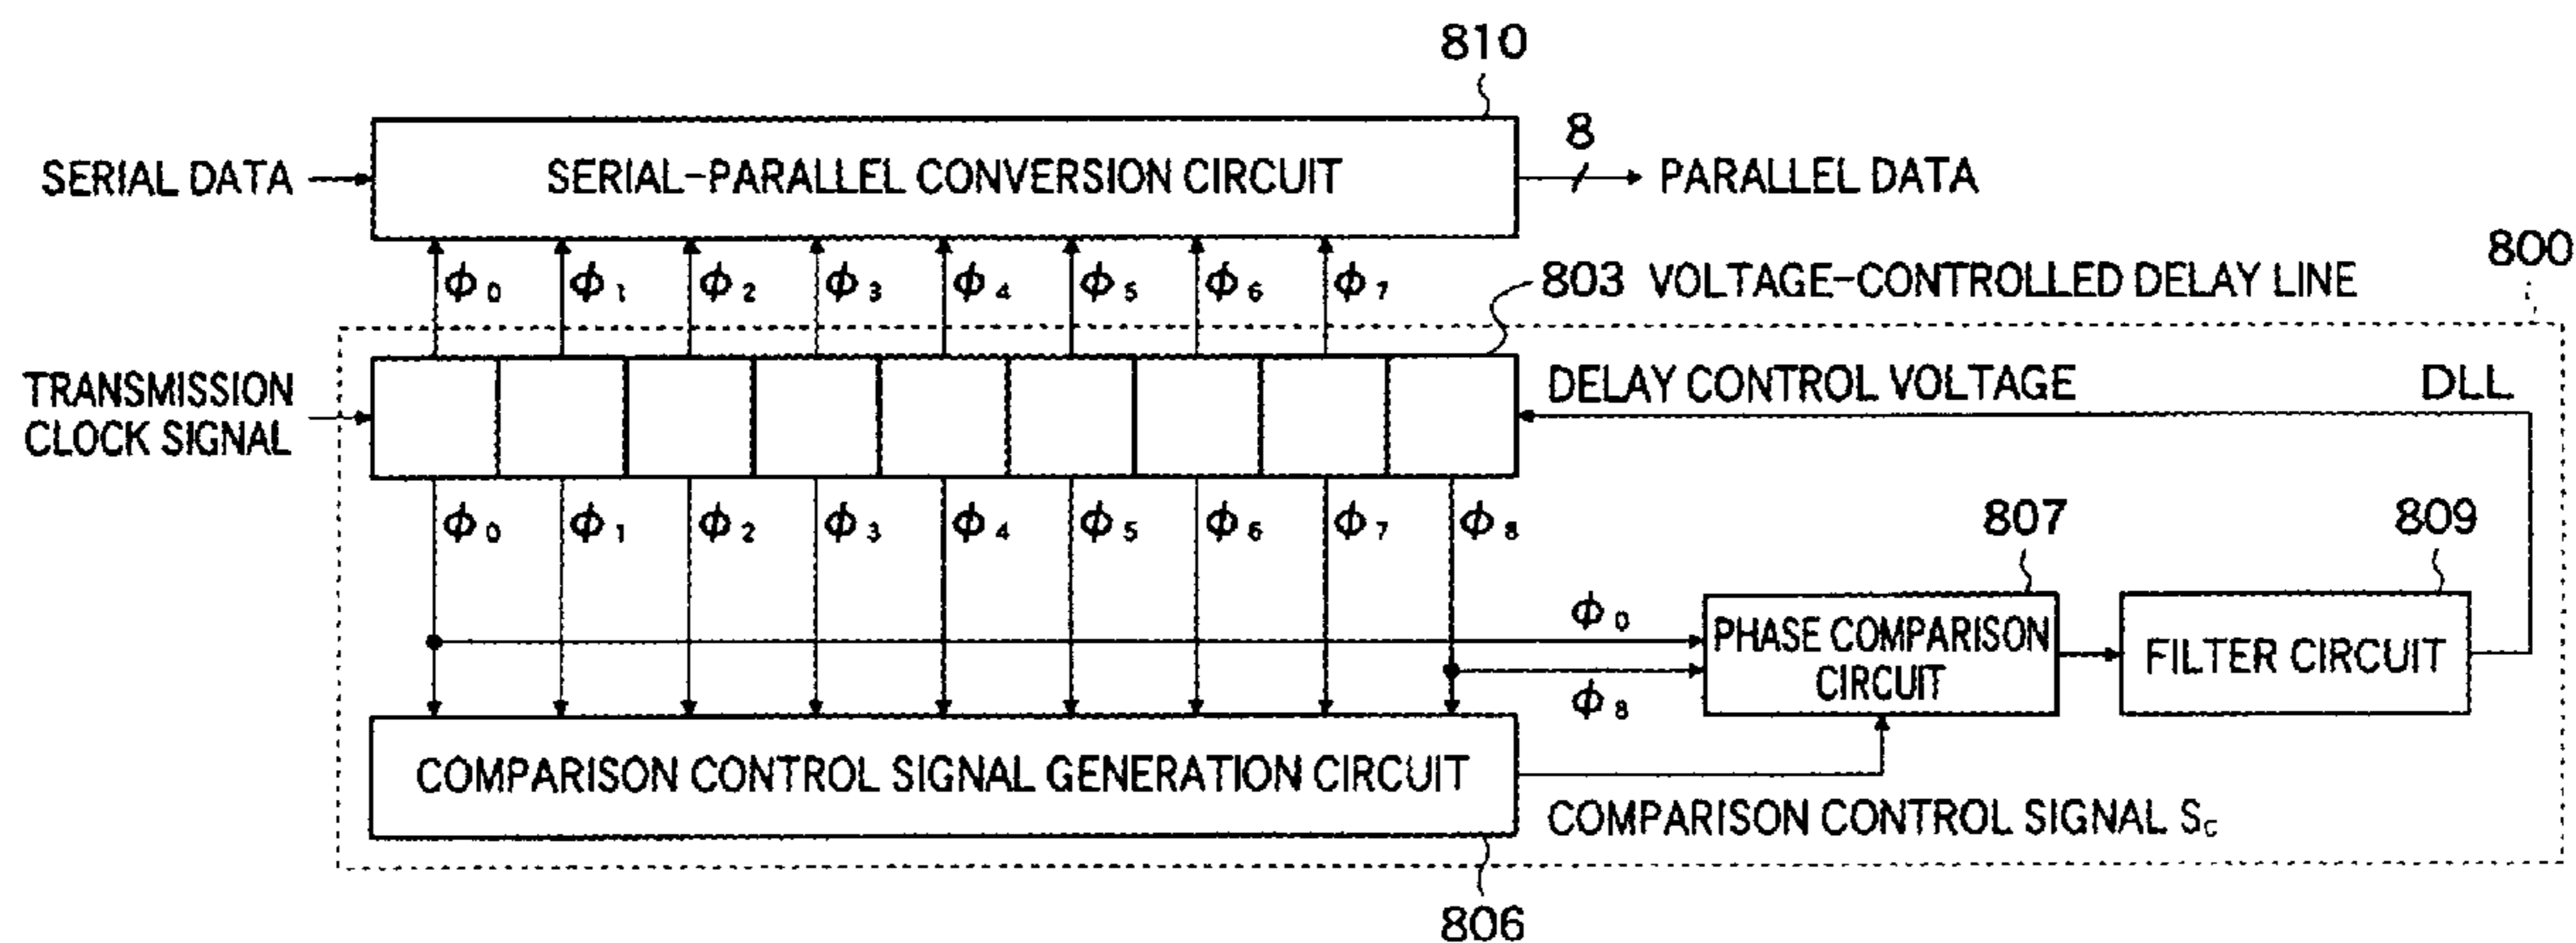 810
SERIAL DATA
SERIAL-PARALLEL CONVERSION CIRCUIT
8
PARALLEL DATA
ϕ₀ ϕ₁ ϕ₂ ϕ₃ ϕ₄ ϕ₅ ϕ₆ ϕ₇
803 VOLTAGE-CONTROLLED DELAY LINE
800
TRANSMISSION
CLOCK SIGNAL
DELAY CONTROL VOLTAGE
DLL
ϕ₀ ϕ₁ ϕ₂ ϕ₃ ϕ₄ ϕ₅ ϕ₆ ϕ₇ ϕ₈
807
809
ϕ₀
ϕ₈
PHASE COMPARISON
CIRCUIT
FILTER CIRCUIT
COMPARISON CONTROL SIGNAL GENERATION CIRCUIT
COMPARISON CONTROL SIGNAL S꜀
806